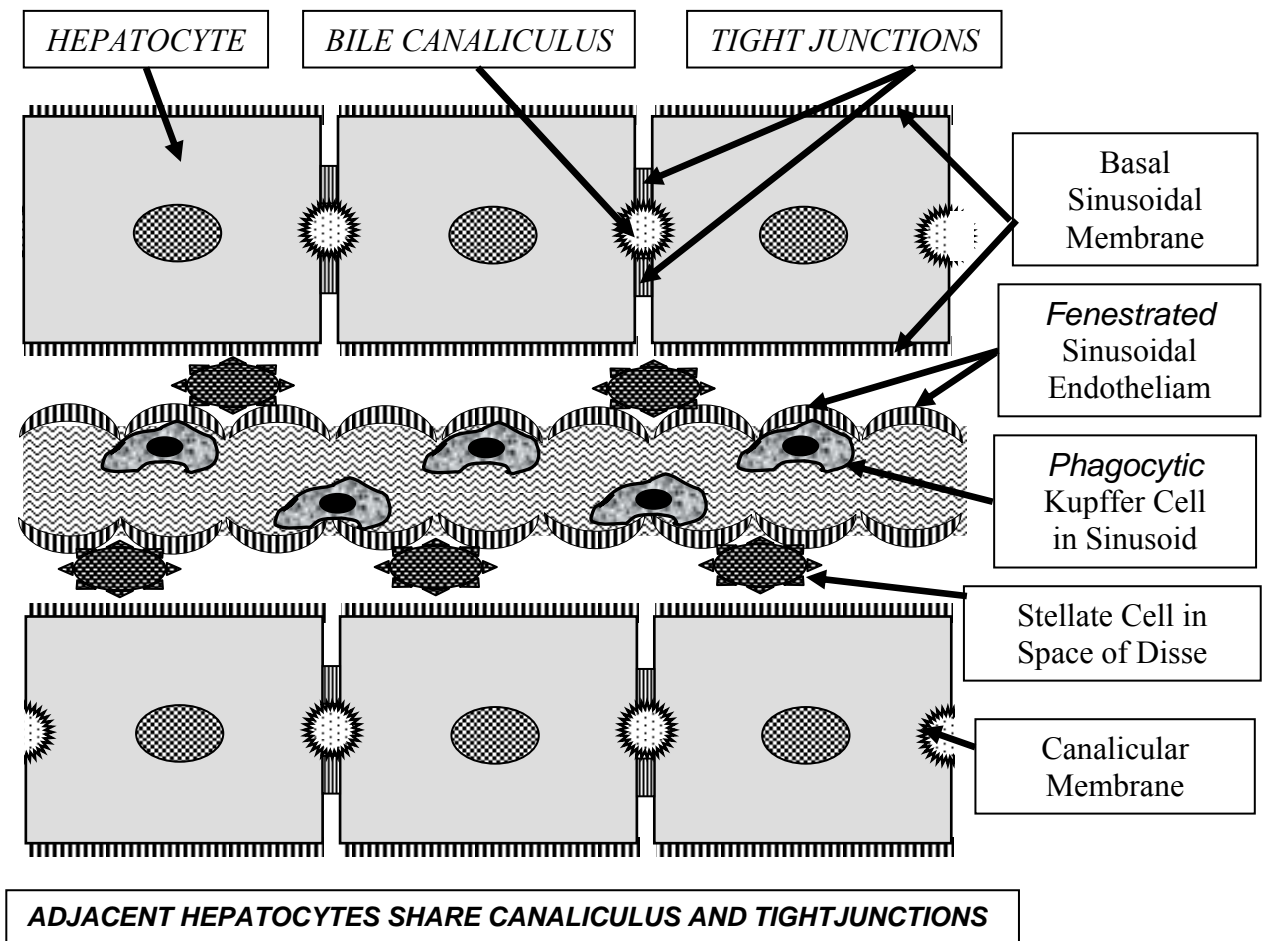 HEPATOCYTE
BILE CANALICULUS
TIGHT JUNCTIONS
Basal
Sinusoidal
Membrane
Fenestrated
Sinusoidal
Endotheliam
Phagocytic
Kupffer Cell
in Sinusoid
Stellate Cell in
Space of Disse
Canalicular
Membrane
ADJACENT HEPATOCYTES SHARE CANALICULUS AND TIGHTJUNCTIONS